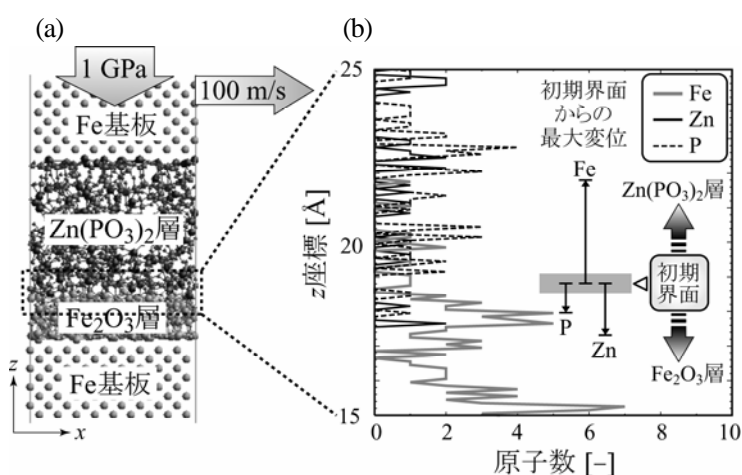 (a)
1 GPa
100 m/s
Fe基板
Zn(PO3)2層
Fe2O3層
Fe基板
z
x
(b)
25
20
15
z座標 [Å]
初期界面
からの
最大変位
Fe
Zn
P
Fe
P
Zn
Zn(PO3)2層
初期
界面
Fe2O3層
0
2
4
6
8
10
原子数 [–]